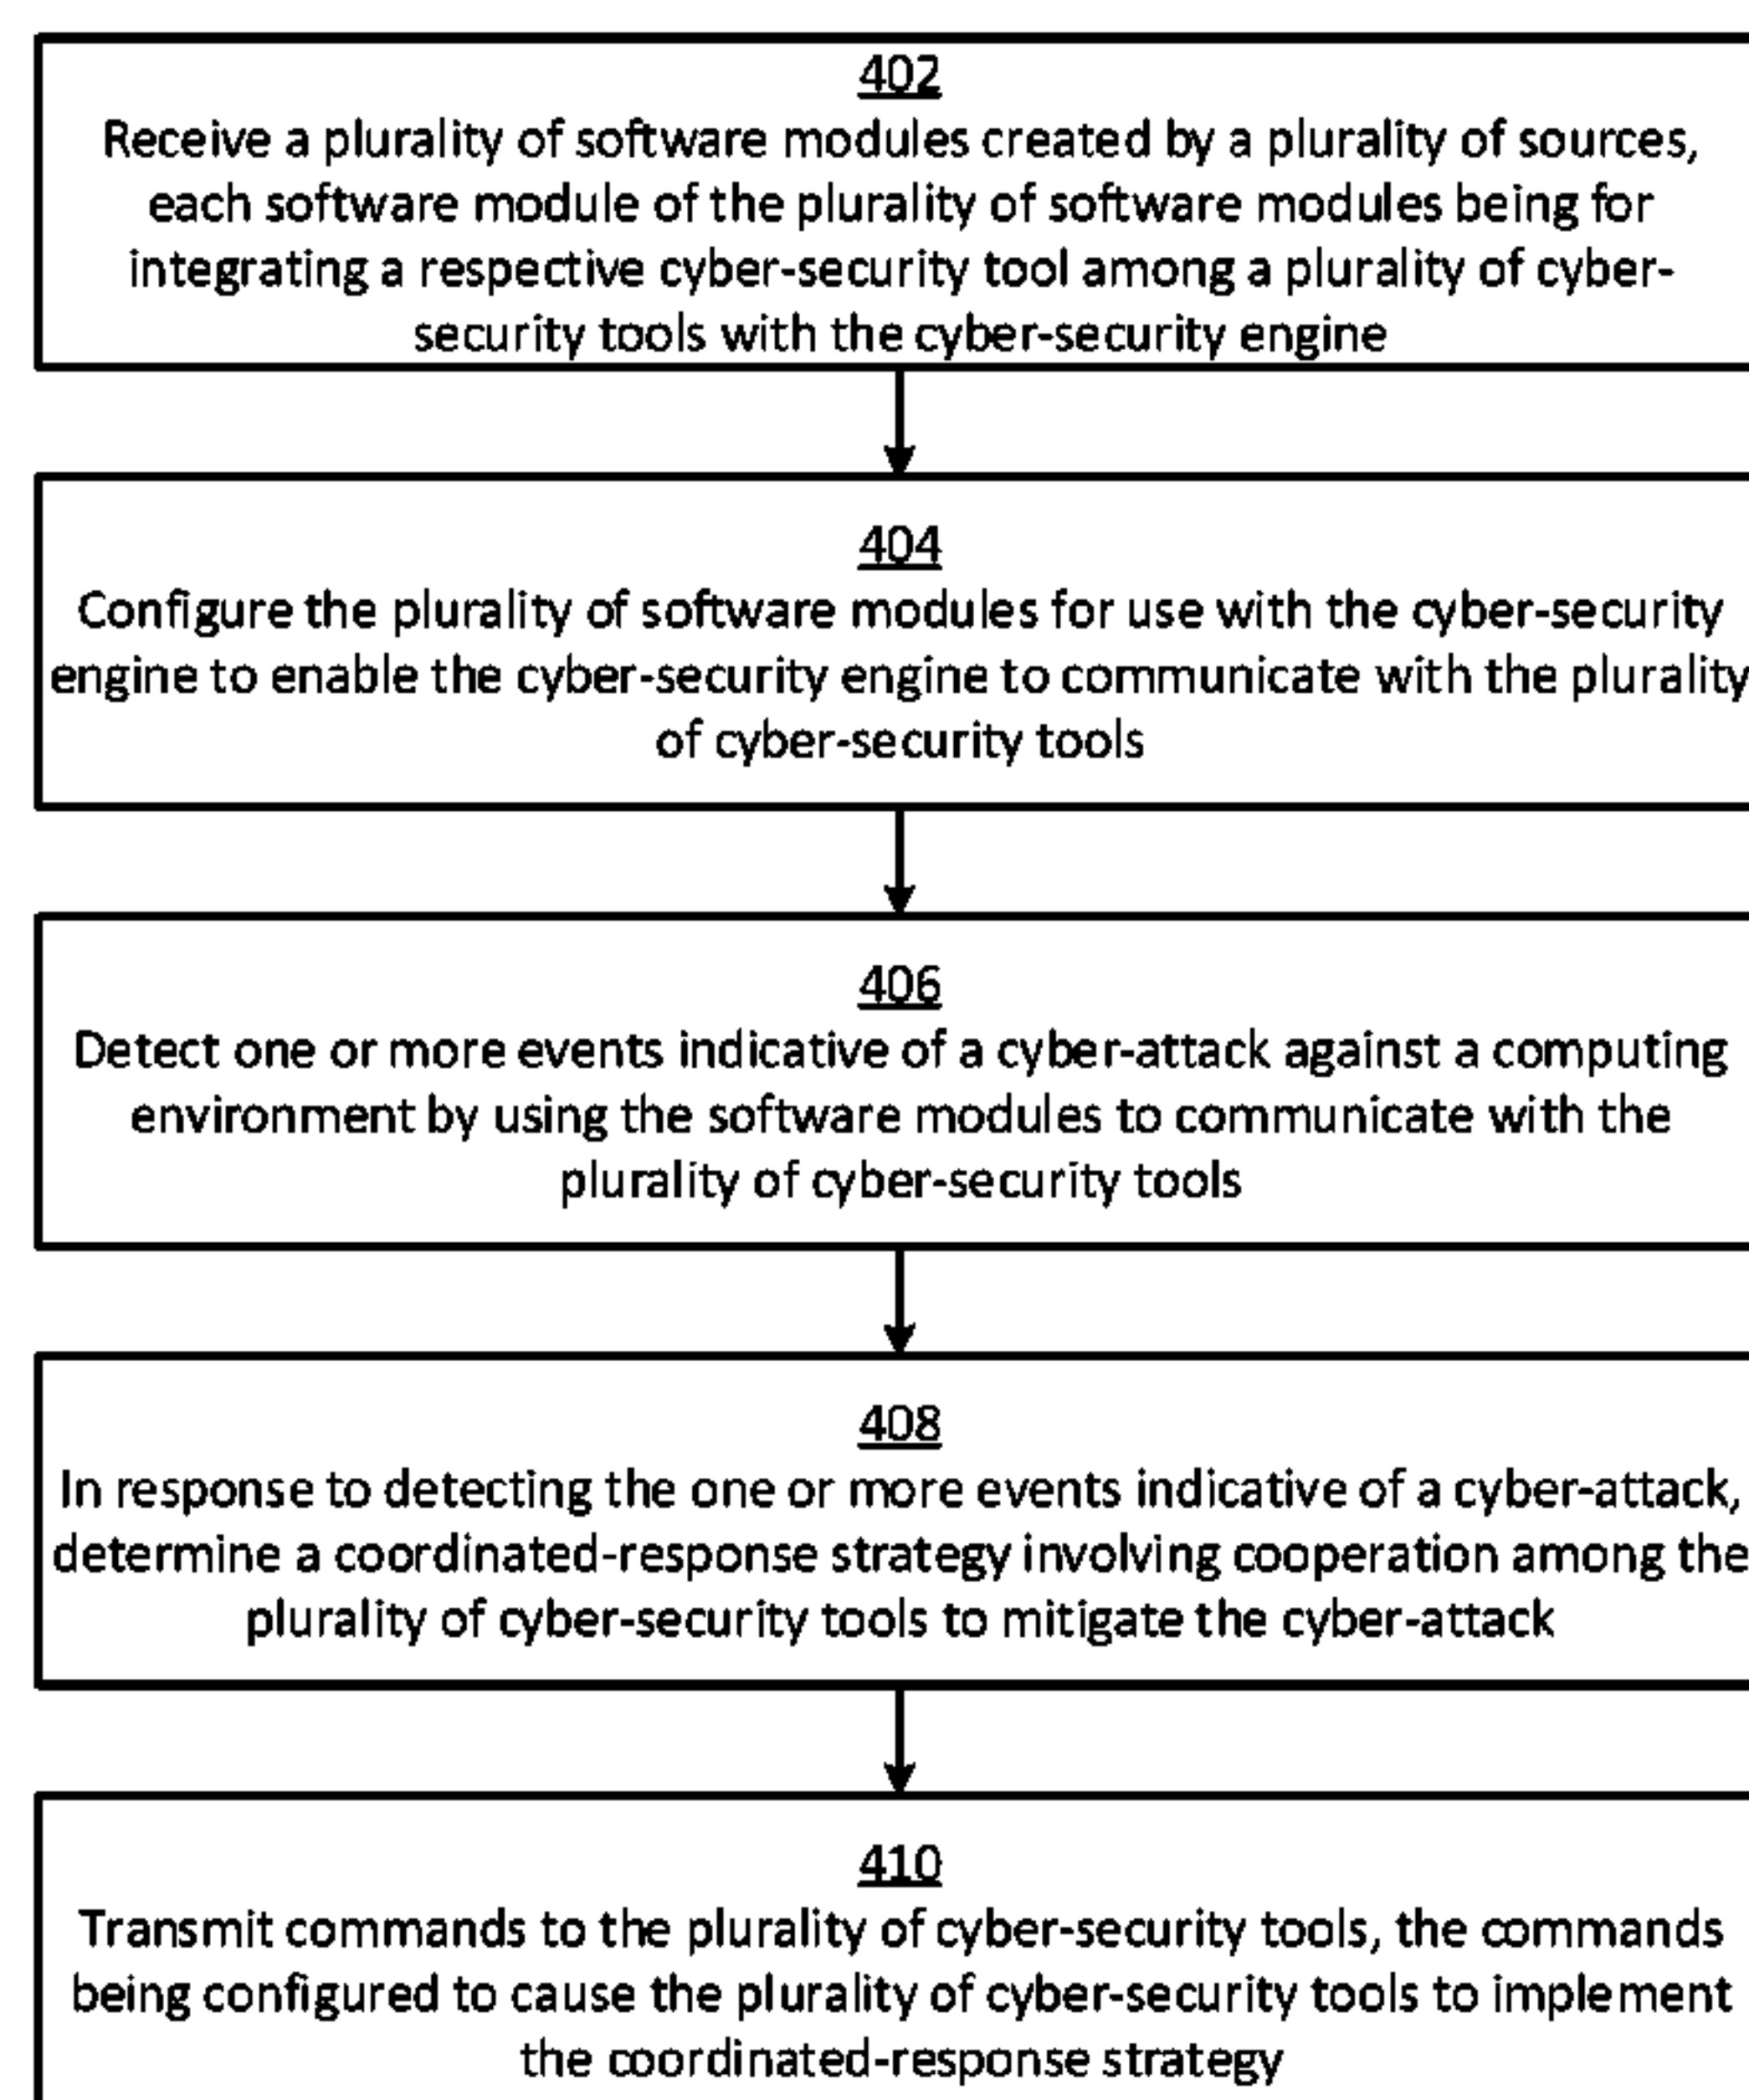 402
Receive a plurality of software modules created by a plurality of sources,
each software module of the plurality of software modules being for
integrating a respective cyber-security tool among a plurality of cyber-
security tools with the cyber-security engine
404
Configure the plurality of software modules for use with the cyber-security
engine to enable the cyber-security engine to communicate with the plurality
of cyber-security tools
406
Detect one or more events indicative of a cyber-attack against a computing
environment by using the software modules to communicate with the
plurality of cyber-security tools
408
In response to detecting the one or more events indicative of a cyber-attack,
determine a coordinated-response strategy involving cooperation among the
plurality of cyber-security tools to mitigate the cyber-attack
410
Transmit commands to the plurality of cyber-security tools, the commands
being configured to cause the plurality of cyber-security tools to implement
the coordinated-response strategy